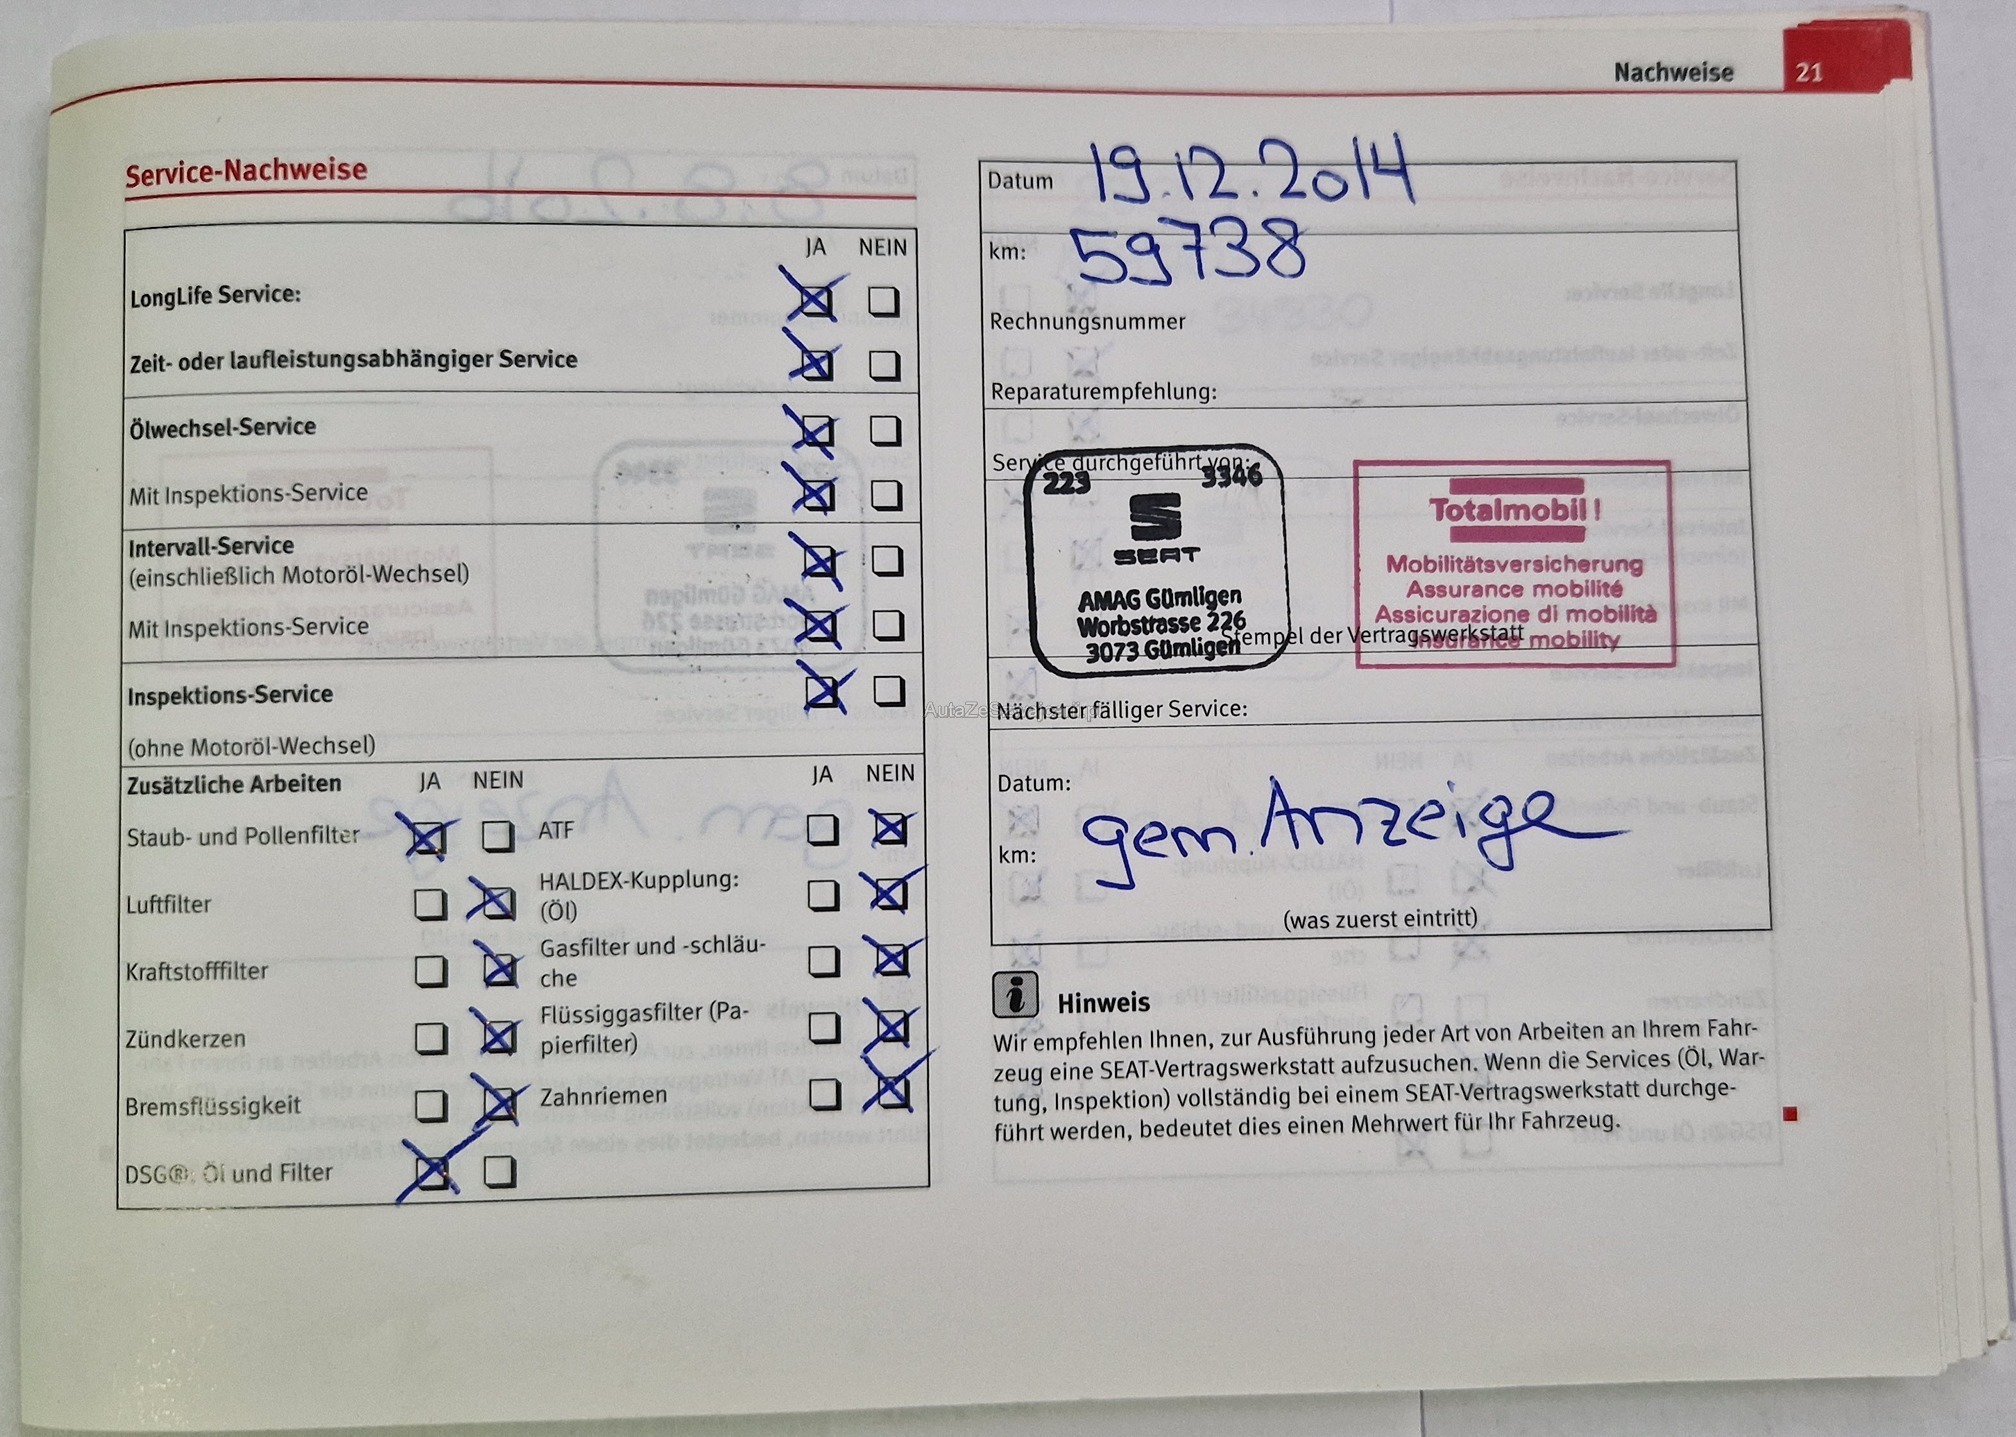 Nachweise 21
Service-Nachweise
JA NEIN
LongLife Service:
Zeit- oder laufleistungsabhängiger Service
Ölwechsel-Service
Mit Inspektions-Service
Intervall-Service
(einschließlich Motoröl-Wechsel)
Mit Inspektions-Service
Inspektions-Service
(ohne Motoröl-Wechsel)
Zusätzliche Arbeiten JA NEIN JA NEIN
Staub- und Pollenfilter ATF
Luftfilter HALDEX-Kupplung:
(Öl)
Kraftstofffilter Gasfilter und -schläu-
che
Zündkerzen Flüssiggasfilter (Pa-
pierfilter)
Bremsflüssigkeit Zahnriemen
DSG®: Öl und Filter
Datum 19.12.2014
km: 59738
Rechnungsnummer
Reparaturempfehlung:
Service durchgeführt von:
223 3346
SEAT
AMAG Gümligen
Worbstrasse 226
3073 Gümligen
Totalmobil!
Mobilitätsversicherung
Assurance mobilité
Assicurazione di mobilità
Insurance mobility
Stempel der Vertragswerkstatt
Nächster fälliger Service:
Datum:
gem. Anzeige
km:
(was zuerst eintritt)
i Hinweis
Wir empfehlen Ihnen, zur Ausführung jeder Art von Arbeiten an Ihrem Fahr-
zeug eine SEAT-Vertragswerkstatt aufzusuchen. Wenn die Services (Öl, War-
tung, Inspektion) vollständig bei einem SEAT-Vertragswerkstatt durchge-
führt werden, bedeutet dies einen Mehrwert für Ihr Fahrzeug.